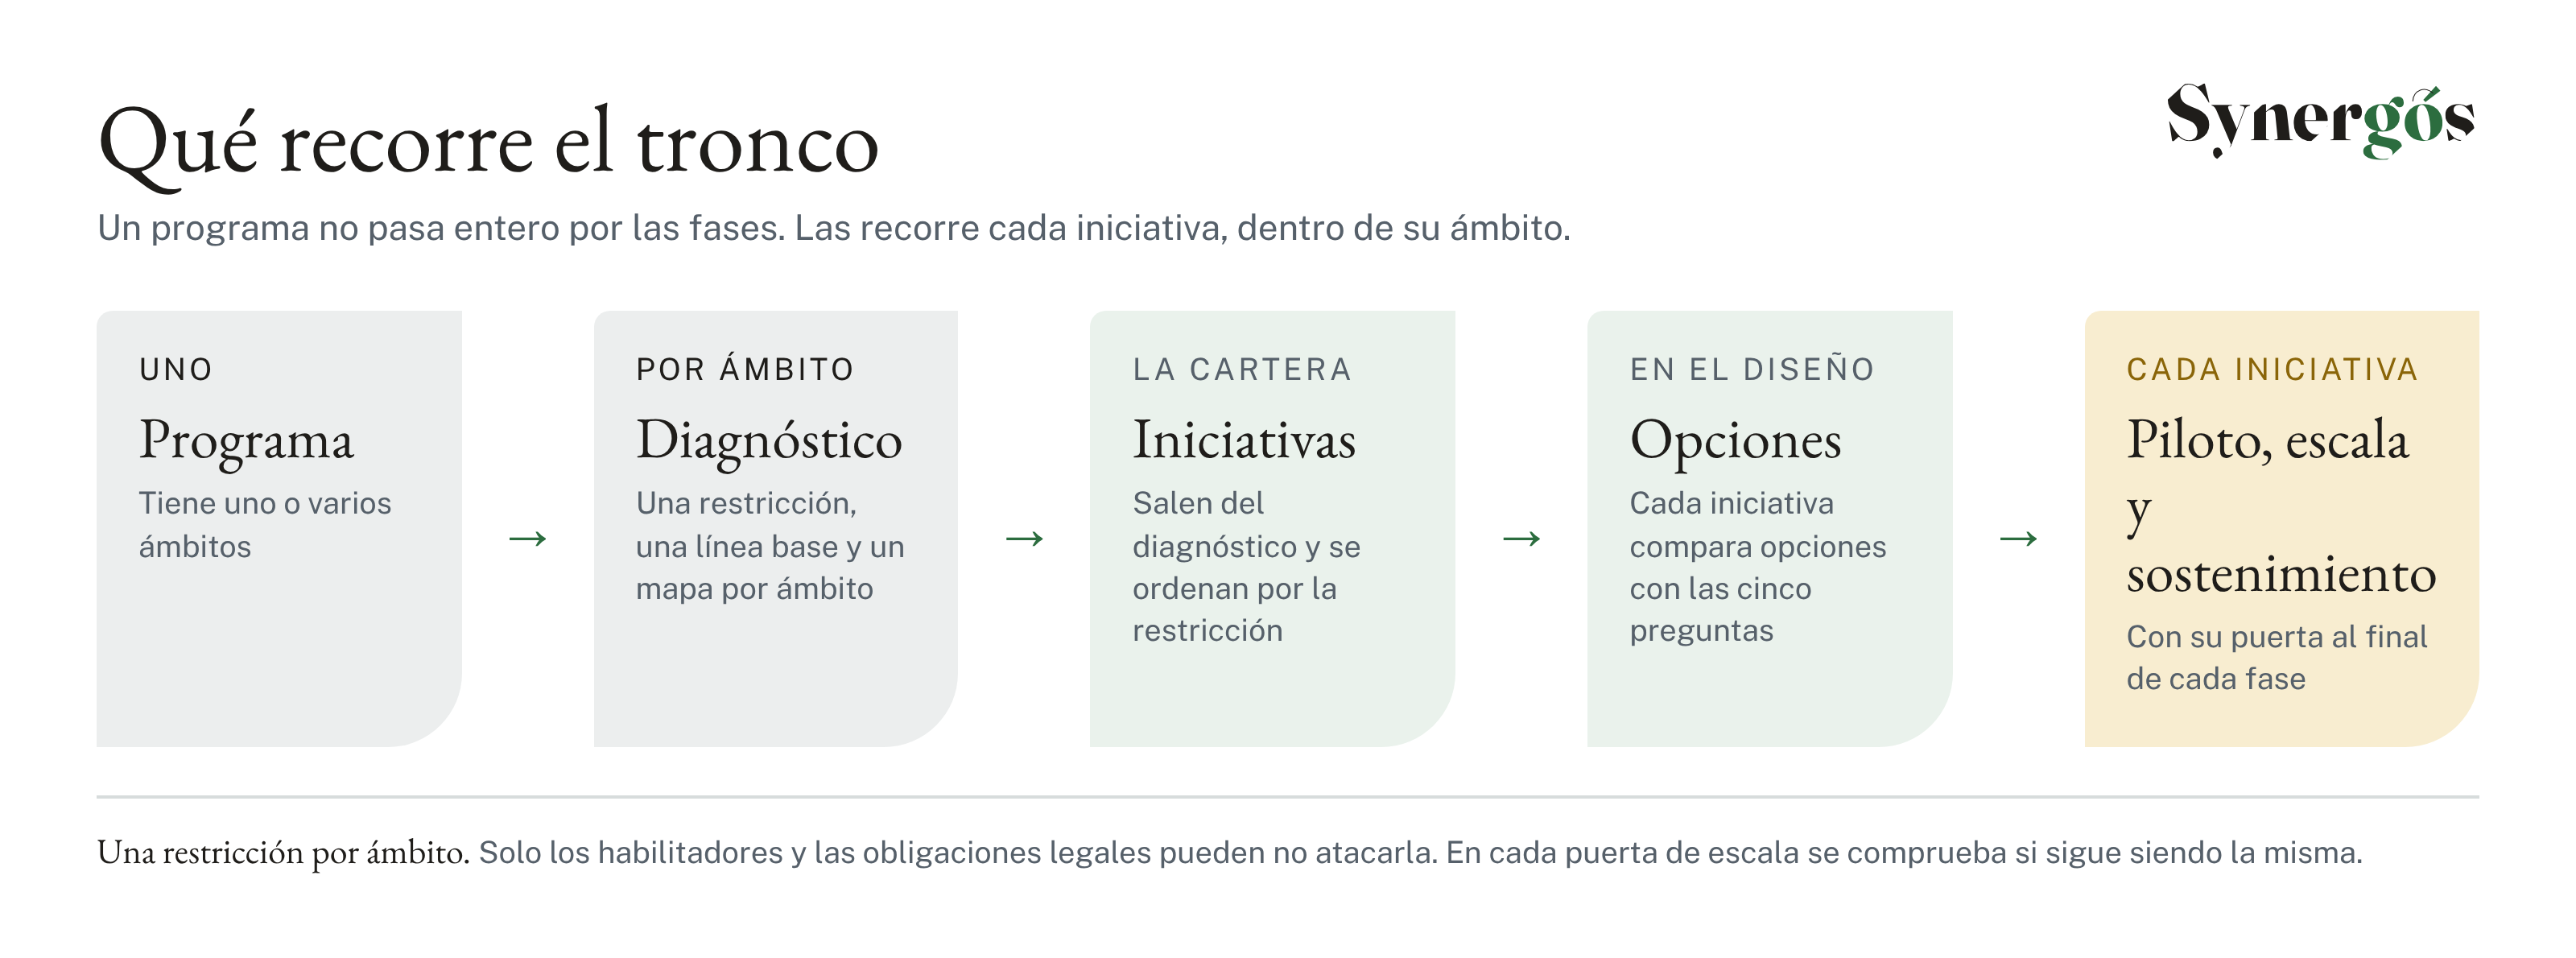 Qué recorre el tronco
Synergós
Un programa no pasa entero por las fases. Las recorre cada iniciativa, dentro de su ámbito.
UNO
Programa
Tiene uno o varios
ámbitos
→
POR ÁMBITO
Diagnóstico
Una restricción,
una línea base y un
mapa por ámbito
→
LA CARTERA
Iniciativas
Salen del
diagnóstico y se
ordenan por la
restricción
→
EN EL DISEÑO
Opciones
Cada iniciativa
compara opciones
con las cinco
preguntas
→
CADA INICIATIVA
Piloto, escala
y
sostenimiento
Con su puerta al final
de cada fase
Una restricción por ámbito. Solo los habilitadores y las obligaciones legales pueden no atacarla. En cada puerta de escala se comprueba si sigue siendo la misma.